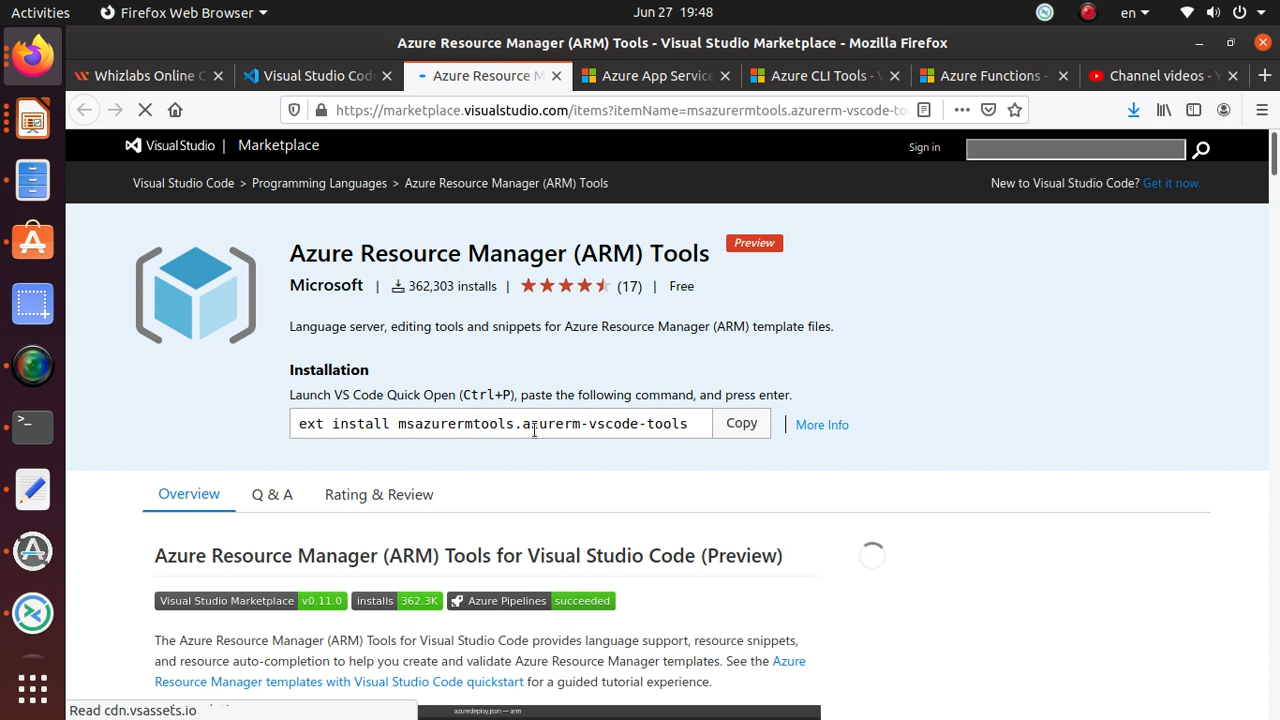 Activities
Firefox Web Browser
Jun 27 19:48
en
Azure Resource Manager (ARM) Tools - Visual Studio Marketplace - Mozilla Firefox
Whizlabs Online C
Visual Studio Cod
Azure Resource M
Azure App Service
Azure CLI Tools - V
Azure Functions -
Channel videos - Y
https://marketplace.visualstudio.com/items?itemName=msazurermtools.azurerm-vscode-to
Visual Studio | Marketplace
Sign in
Visual Studio Code > Programming Languages > Azure Resource Manager (ARM) Tools
New to Visual Studio Code? Get it now.
Azure Resource Manager (ARM) Tools
Preview
Microsoft | 362,303 installs | (17) | Free
Language server, editing tools and snippets for Azure Resource Manager (ARM) template files.
Installation
Launch VS Code Quick Open (Ctrl+P), paste the following command, and press enter.
ext install msazurermtools.azurerm-vscode-tools
Copy
More Info
Overview
Q & A
Rating & Review
Azure Resource Manager (ARM) Tools for Visual Studio Code (Preview)
Visual Studio Marketplace v0.11.0
installs 362.3K
Azure Pipelines succeeded
The Azure Resource Manager (ARM) Tools for Visual Studio Code provides language support, resource snippets,
and resource auto-completion to help you create and validate Azure Resource Manager templates. See the Azure
Resource Manager templates with Visual Studio Code quickstart for a guided tutorial experience.
Read cdn.vsassets.io
azuredeploy.json — arm